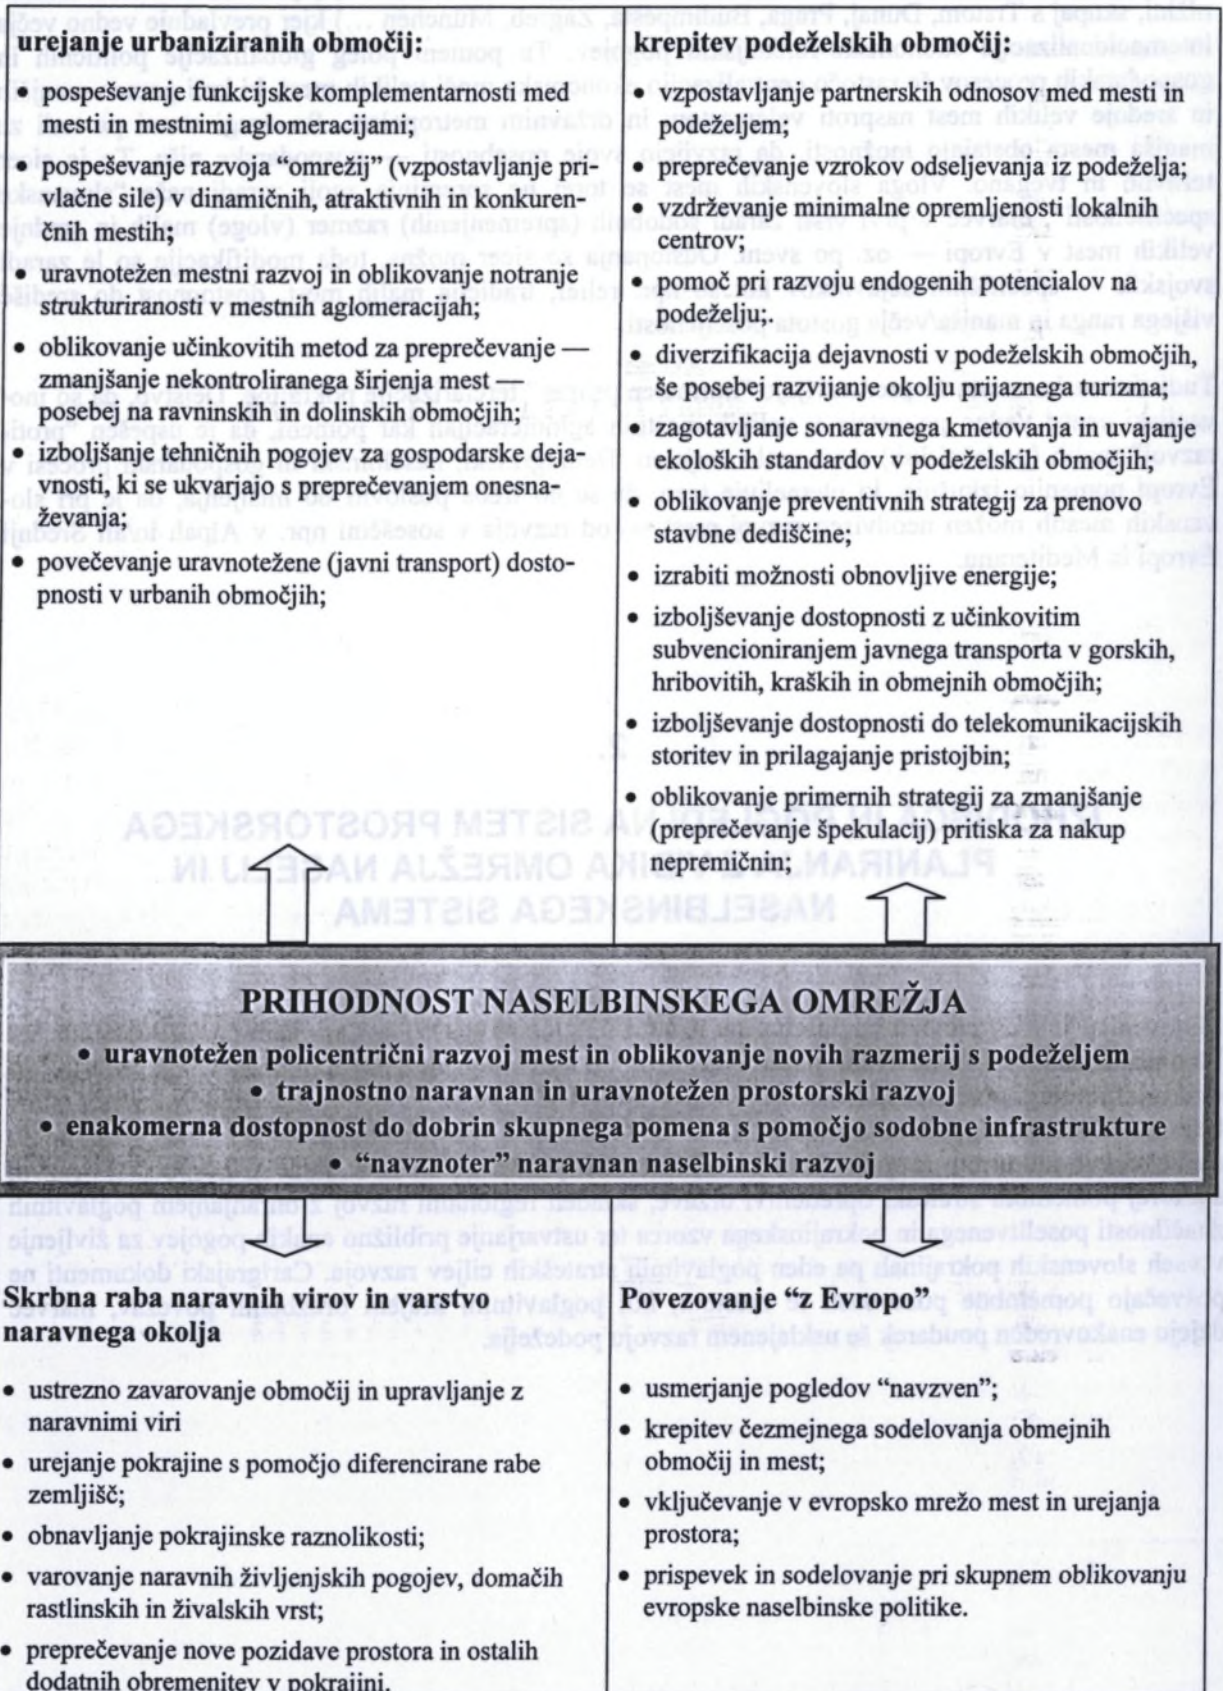 urejanje urbaniziranih območij:
• pospeševanje funkcijske komplementarnosti med
mesti in mestnimi aglomeracijami;
• pospeševanje razvoja “omrežij” (vzpostavljanje pri-
vlačne sile)v dinamičnih, atraktivnih in konkuren-
čnih mestih;
• uravnotežen mestni razvoj in oblikovanje notranje
strukturiranosti v mestnih aglomeracijah;
• oblikovanje učinkovitih metod za preprečevanje —
zmanjšanje nekontroliranega širjenja mest —
posebej na ravninskih in dolinskih območjih;
• izboljšanje tehničnih pogojev za gospodarske deja-
vnosti, ki se ukvarjajo s preprečevanjem onesna-
ževanja;
• povečevanje uravnotežene (javni transport) dosto-
pnosti v urbanih območjih;
krepitev podeželskih območij:
• vzpostavljanje partnerskih odnosov med mesti in
podeželjem;
• preprečevanje vzrokov odseljevanja iz podeželja;
• vzdrževanje minimalne opremljenosti lokalnih
centrov;
• pomoč pri razvoju endogenih potencialov na
podeželju;.
• diverzifikacija dejavnosti v podeželskih območjih,
še posebej razvijanje okolju prijaznega turizma;
• zagotavljanje sonaravnega kmetovanja in uvajanje
ekoloških standardov v podeželskih območjih;
• oblikovanje preventivnih strategij za prenovo
stavbne dediščine;
• izrabiti možnosti obnovljive energije;
• izboljševanje dostopnosti z učinkovitim
subvencioniranjem javnega transporta v gorskih,
hribovitih, kraških in obmejnih območjih;
• izboljševanje dostopnosti do telekomunikacijskih
storitev in prilagajanje pristojbin;
• oblikovanje primernih strategij za zmanjšanje
(preprečevanje špekulacij) pritiska za nakup
nepremičnin;
PRIHODNOST NASELBINSKEGA OMREŽJA
• uravnotežen policentrični razvoj mest in oblikovanje novih razmerij s podeželjem
• trajnostno naravnan in uravnotežen prostorski razvoj
• enakomerna dostopnost do dobrin skupnega pomena s pomočjo sodobne infrastrukture
• “navznoter” naravnan naselbinski razvoj
Skrbna raba naravnih virov in varstvo
naravnega okolja
• ustrezno zavarovanje območij in upravljanje z
naravnimi viri
• urejanje pokrajine s pomočjo diferencirane rabe
zemljišč;
• obnavljanje pokrajinske raznolikosti;
• varovanje naravnih življenjskih pogojev, domačih
rastlinskih in živalskih vrst;
• preprečevanje nove pozidave prostora in ostalih
dodatnih obremenitev v pokrajini.
Povezovanje “z Evropo”
• usmerjanje pogledov “navzven”;
• krepitev čezmejnega sodelovanja obmejnih
območij in mest;
• vključevanje v evropsko mrežo mest in urejanja
prostora;
• prispevek in sodelovanje pri skupnem oblikovanju
evropske naselbinske politike.